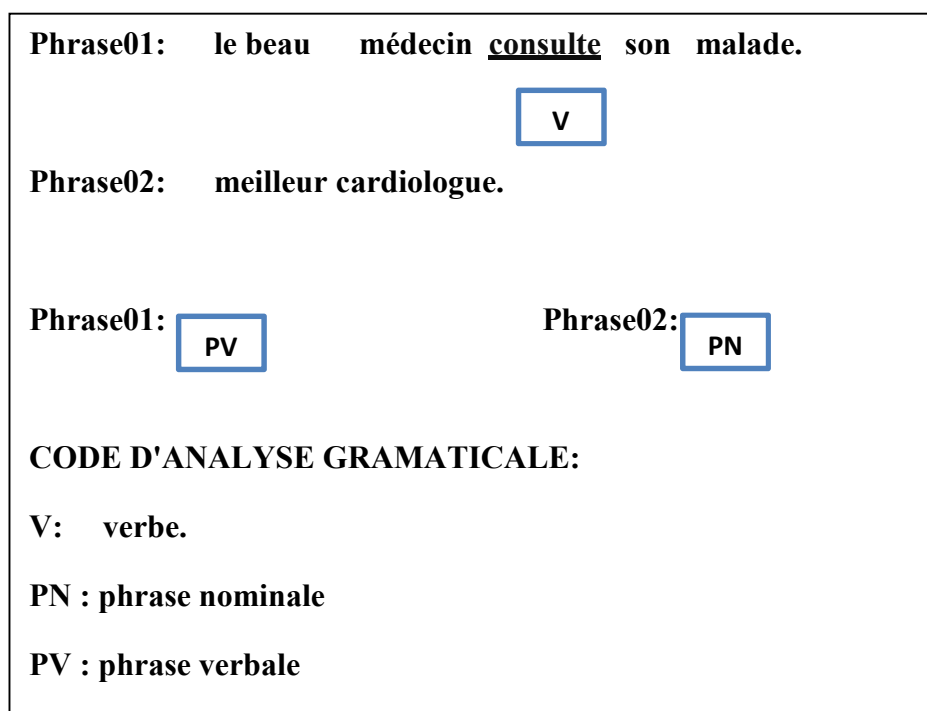 Phrase01: le beau médecin consulte son malade.
V
Phrase02: meilleur cardiologue.
Phrase01: PV Phrase02: PN
CODE D'ANALYSE GRAMATICALE:
V: verbe.
PN : phrase nominale
PV : phrase verbale